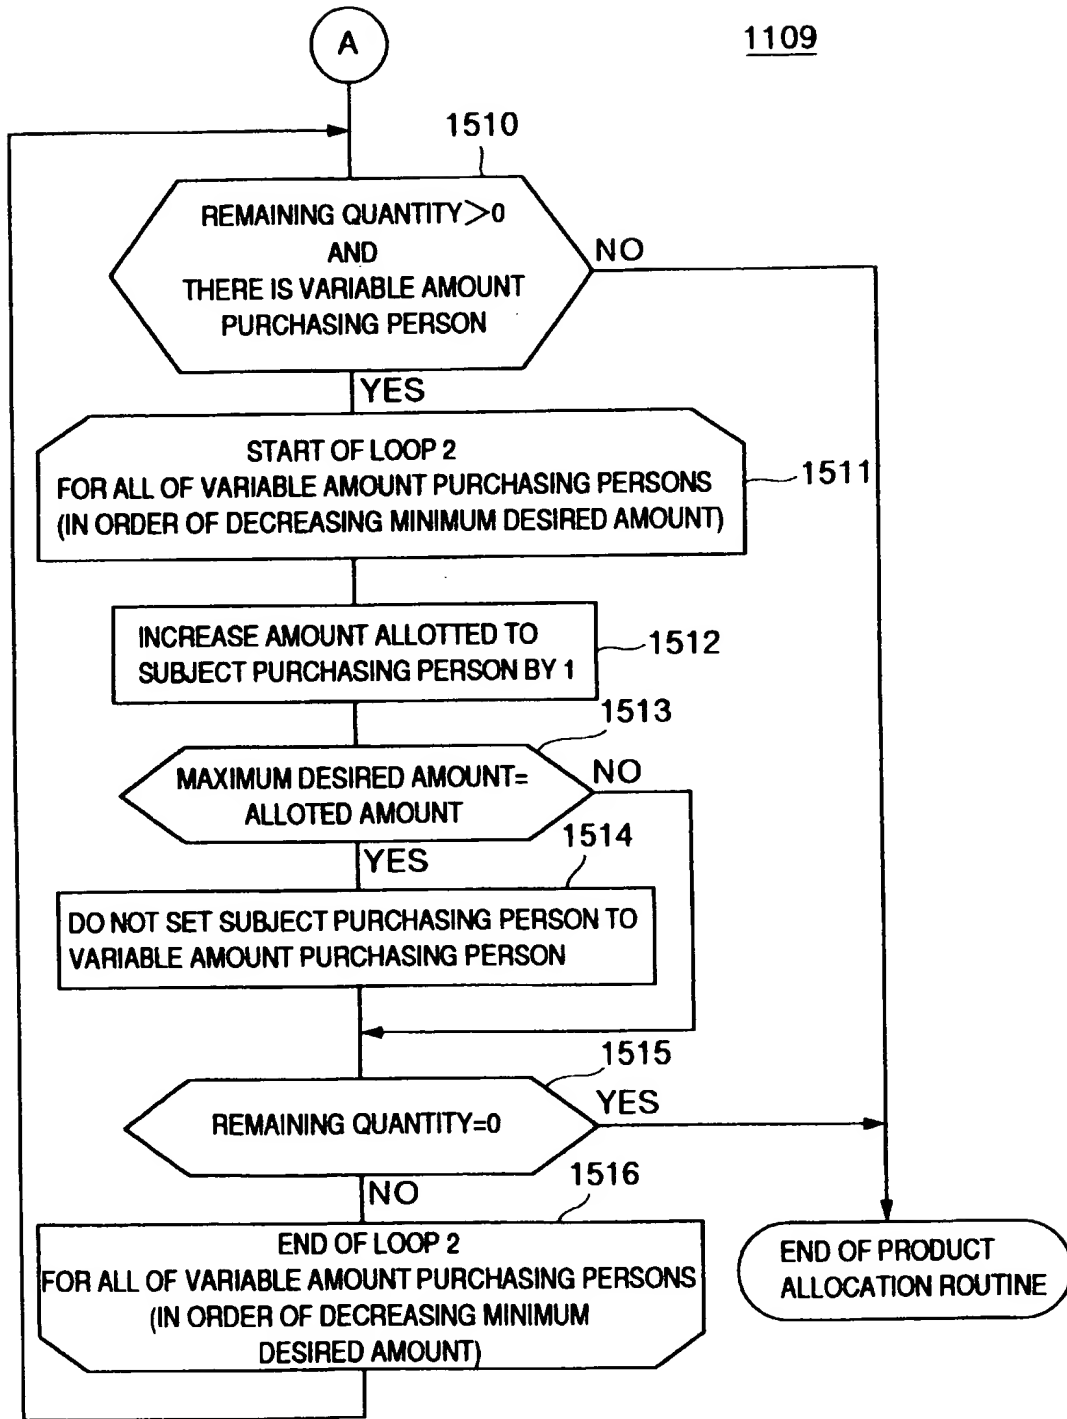 A
1109
1510
REMAINING QUANTITY>0
AND
THERE IS VARIABLE AMOUNT
PURCHASING PERSON
NO
YES
START OF LOOP 2
FOR ALL OF VARIABLE AMOUNT PURCHASING PERSONS
(IN ORDER OF DECREASING MINIMUM DESIRED AMOUNT)
1511
INCREASE AMOUNT ALLOTTED TO
SUBJECT PURCHASING PERSON BY 1
1512
1513
MAXIMUM DESIRED AMOUNT=
ALLOTED AMOUNT
NO
YES
1514
DO NOT SET SUBJECT PURCHASING PERSON TO
VARIABLE AMOUNT PURCHASING PERSON
1515
REMAINING QUANTITY=0
YES
NO
1516
END OF LOOP 2
FOR ALL OF VARIABLE AMOUNT PURCHASING PERSONS
(IN ORDER OF DECREASING MINIMUM
DESIRED AMOUNT)
END OF PRODUCT
ALLOCATION ROUTINE